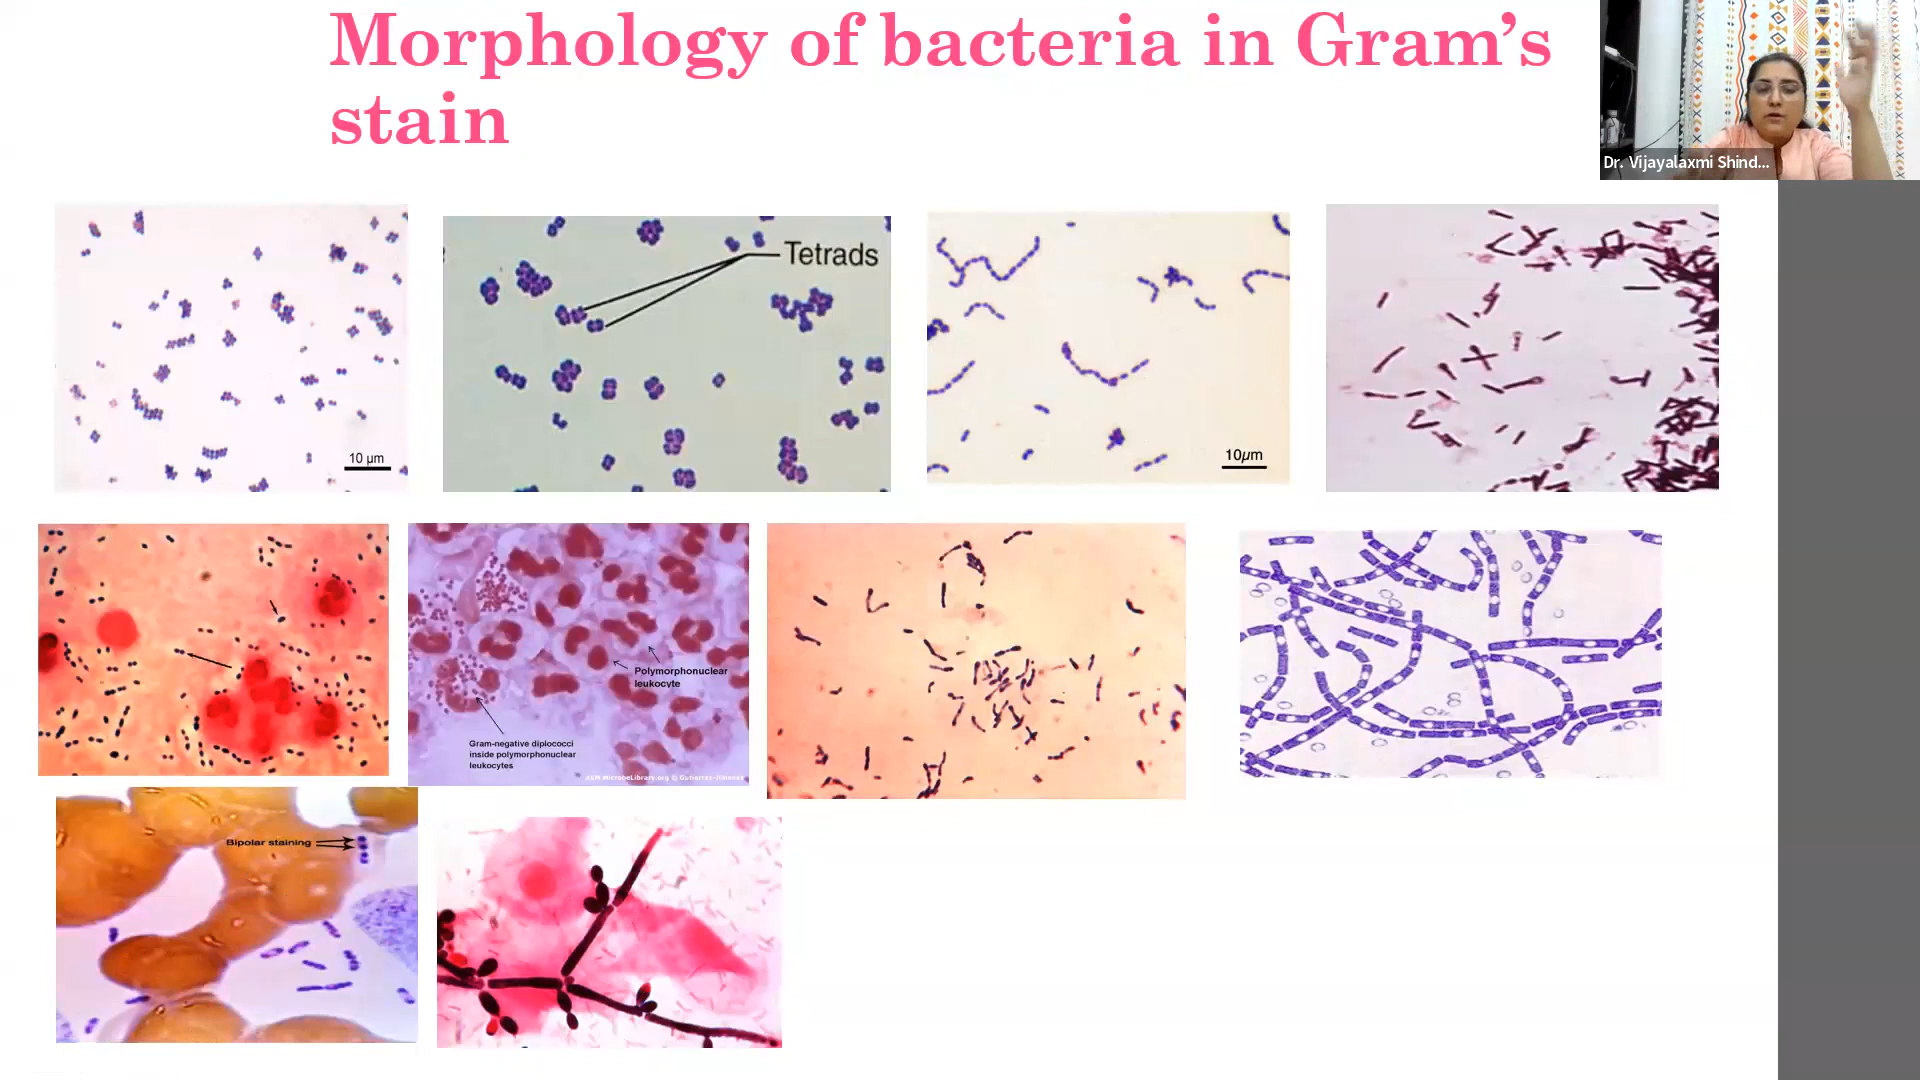 Morphology of bacteria in Gram’s
stain
Dr. Vijayalaxmi Shind...
Tetrads
10 µm
10µm
Polymorphonuclear
leukocyte
Gram-negative diplococci
inside polymorphonuclear
leukocytes
Bipolar staining